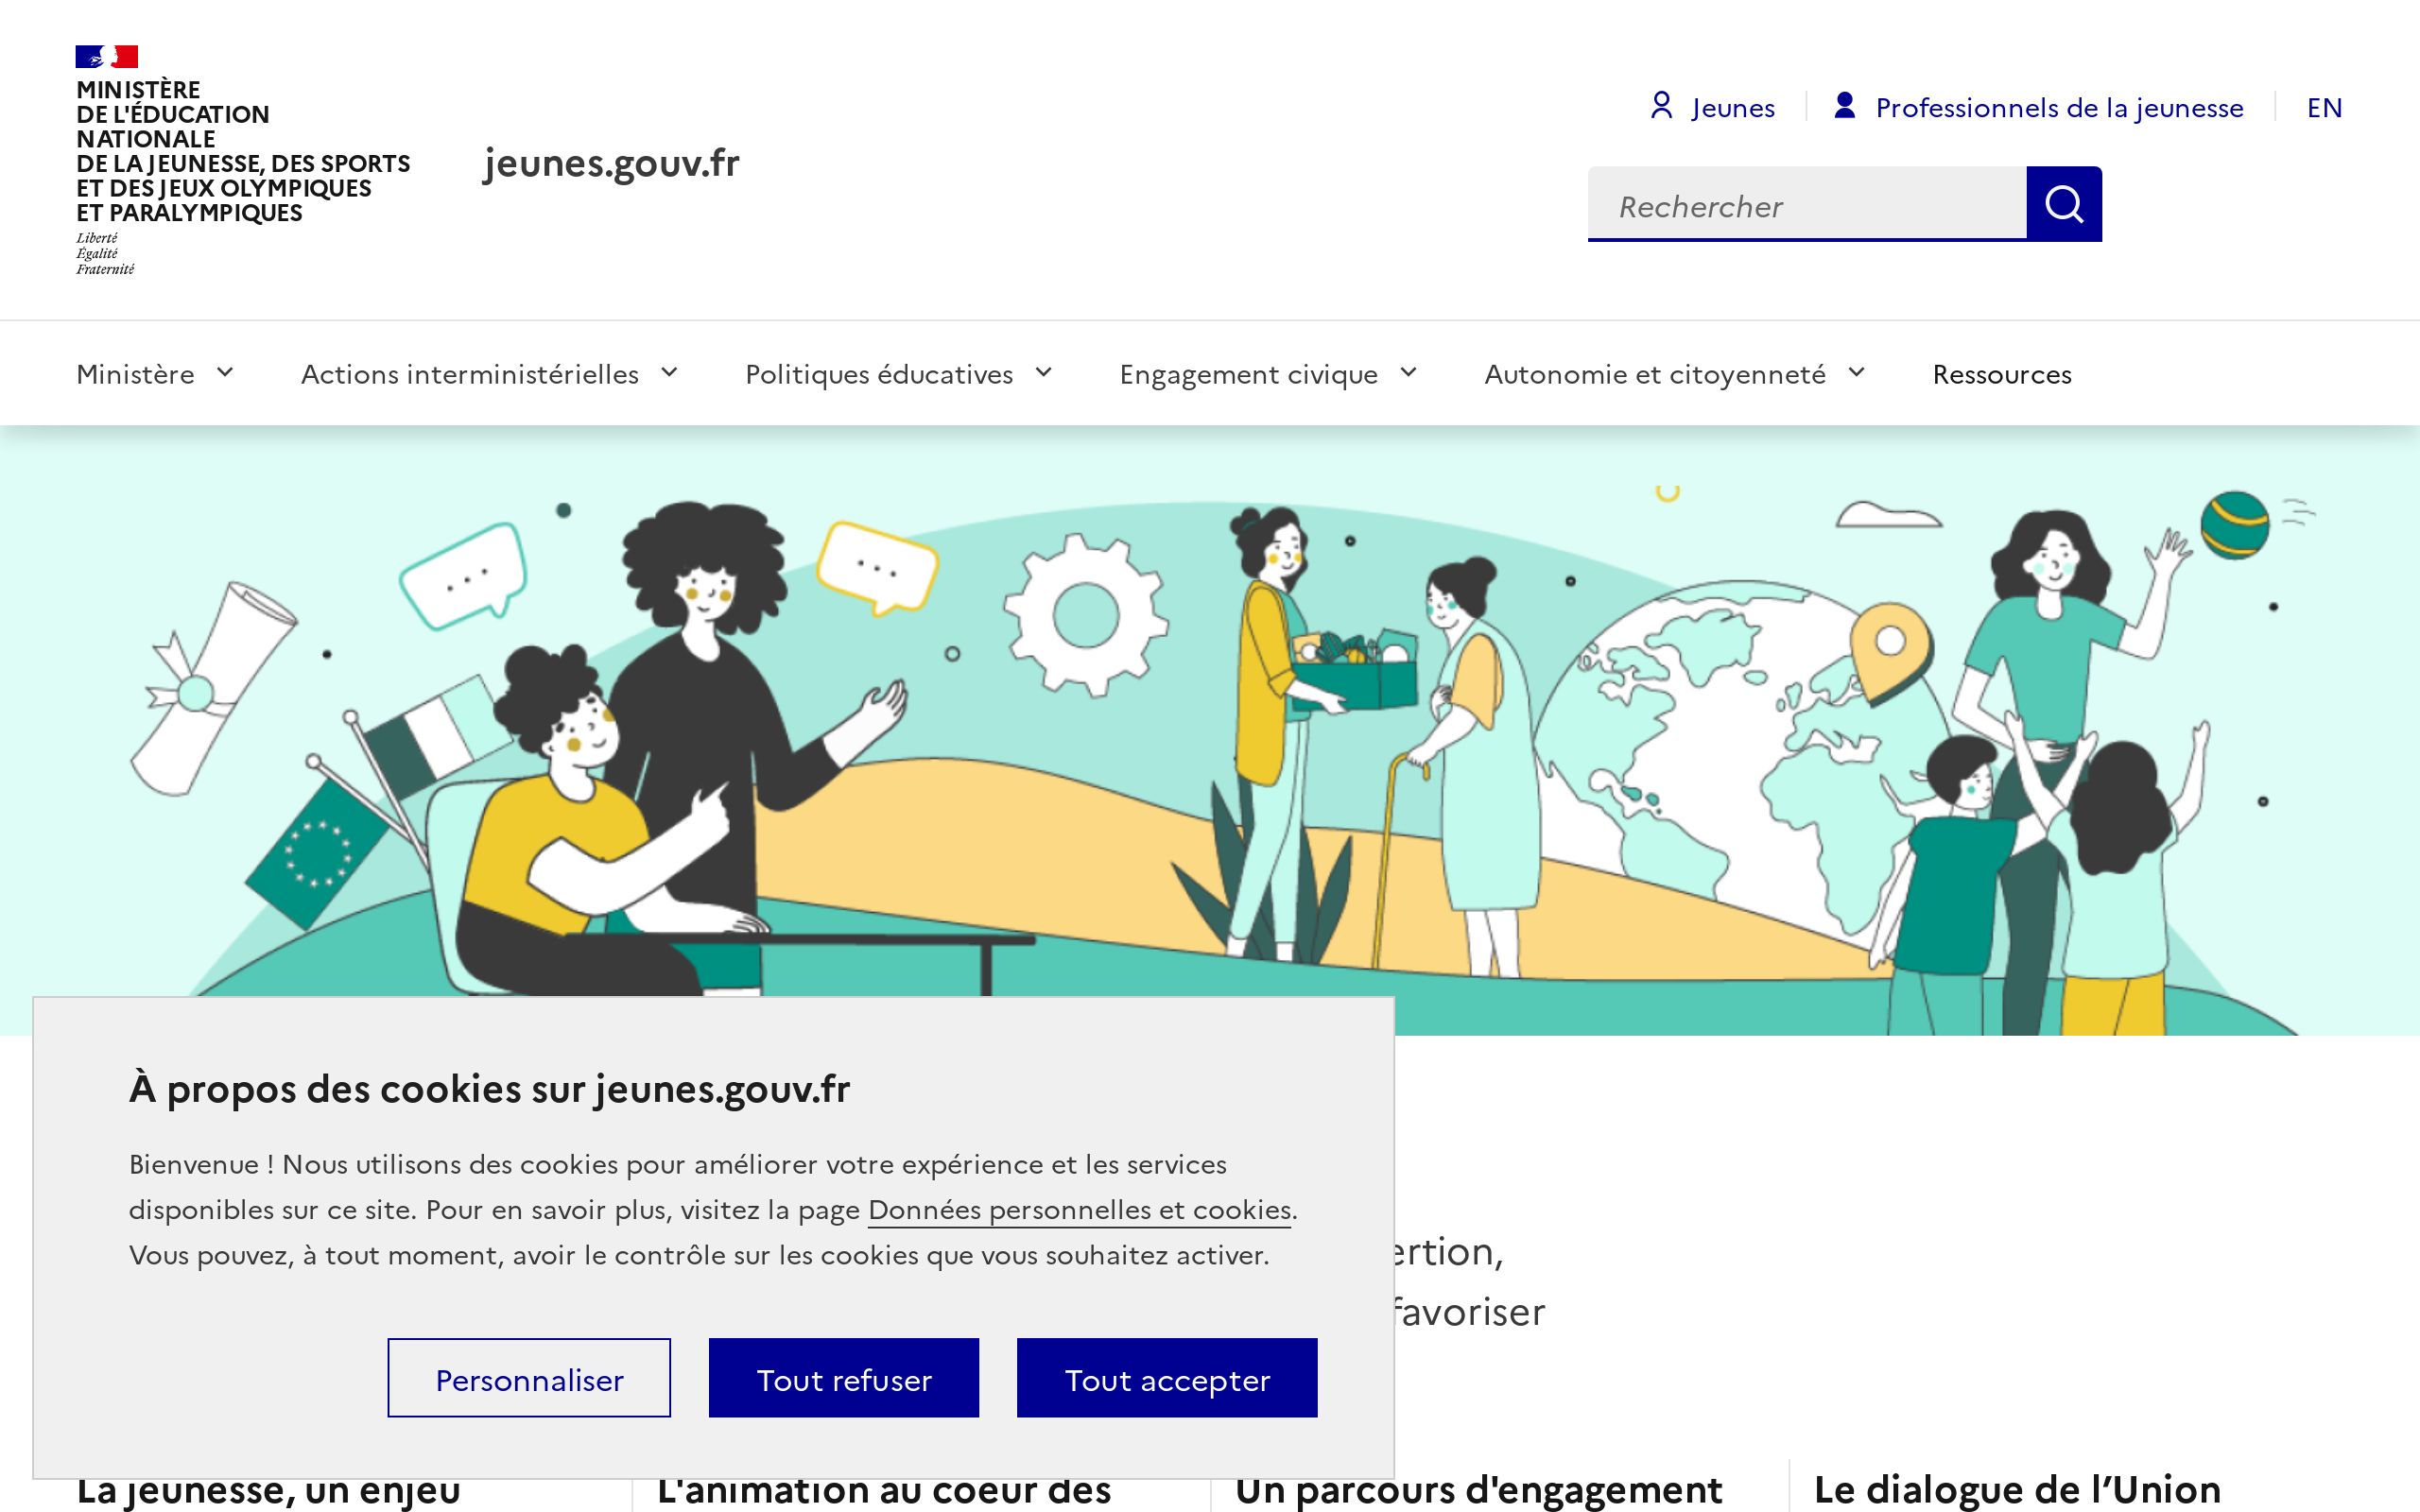 MINISTÈRE
DE L'ÉDUCATION
NATIONALE
DE LA JEUNESSE, DES SPORTS
ET DES JEUX OLYMPIQUES
ET PARALYMPIQUES
Liberté
Égalité
Fraternité
jeunes.gouv.fr
Jeunes
Professionnels de la jeunesse
EN
Rechercher
Ministère
Actions interministérielles
Politiques éducatives
Engagement civique
Autonomie et citoyenneté
Ressources
À propos des cookies sur jeunes.gouv.fr
Bienvenue ! Nous utilisons des cookies pour améliorer votre expérience et les services
disponibles sur ce site. Pour en savoir plus, visitez la page Données personnelles et cookies.
Vous pouvez, à tout moment, avoir le contrôle sur les cookies que vous souhaitez activer.
Personnaliser
Tout refuser
Tout accepter
favoriser
La jeunesse, un enjeu
L'animation au coeur des
Un parcours d'engagement
Le dialogue de l’Union